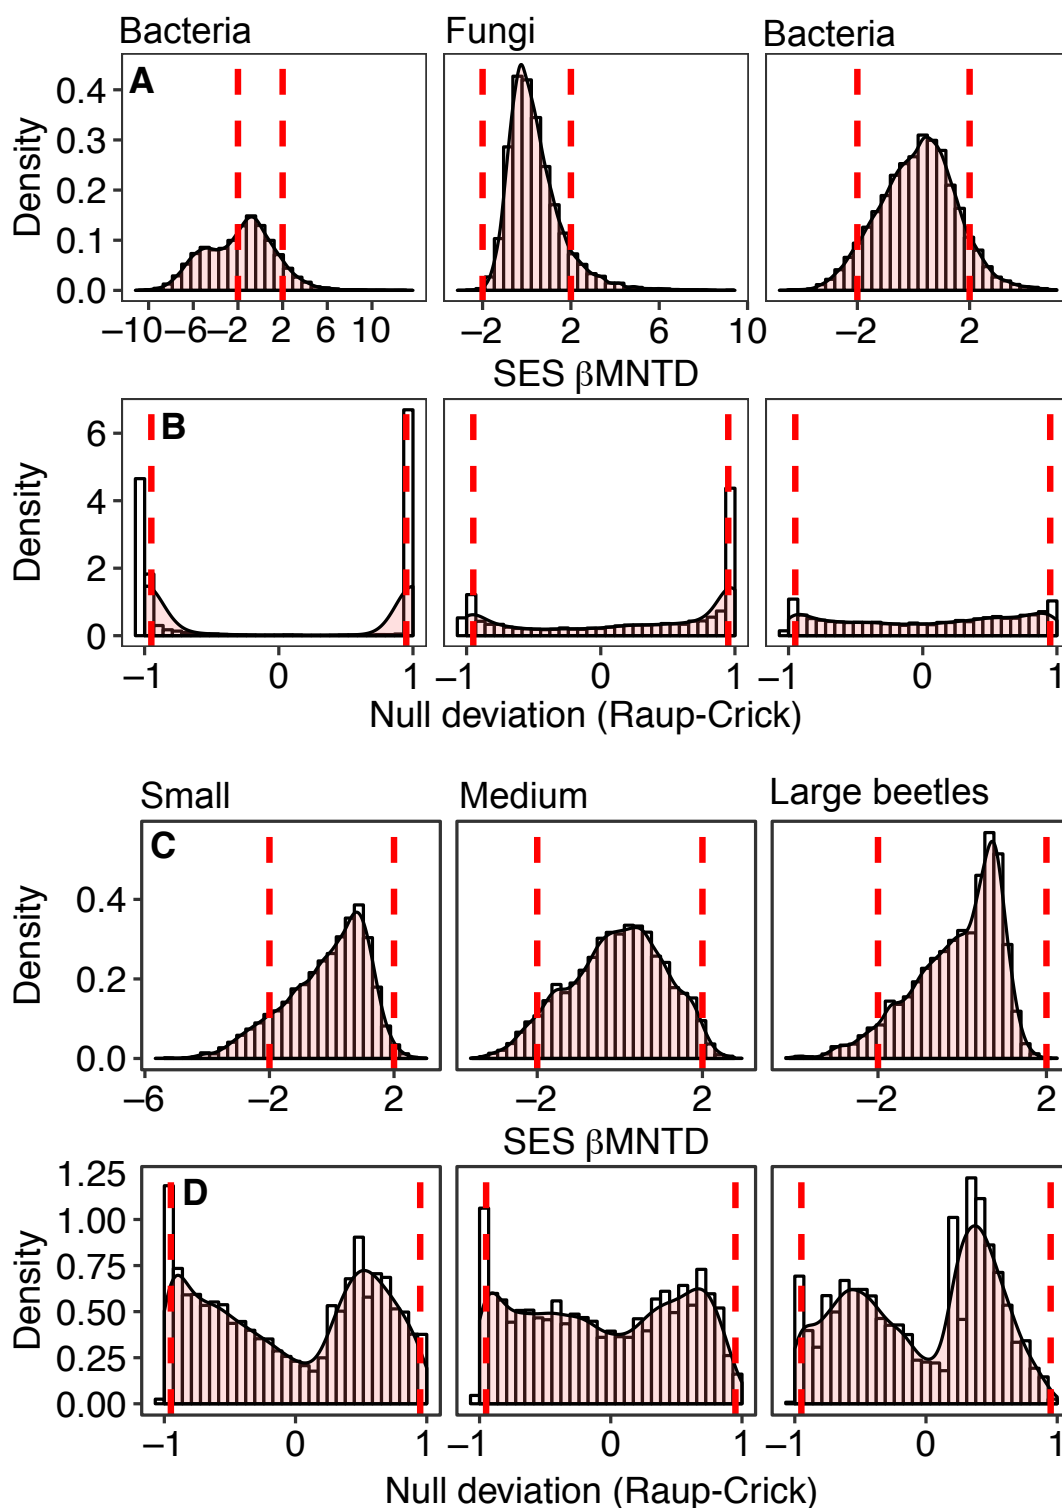 Bacteria Fungi Bacteria
A
Density
0.4
0.3
0.2
0.1
0.0
−10 −6 −2 2 6 10 −2 2 6 10 −2 2
SES βMNTD
B
Density
6
4
2
0
−1 0 1 −1 0 1 −1 0 1
Null deviation (Raup-Crick)
Small Medium Large beetles
C
Density
0.4
0.2
0.0
−6 −2 2 −2 2 −2 2
SES βMNTD
D
Density
1.25
1.00
0.75
0.50
0.25
0.00
−1 0 1 −1 0 1 −1 0 1
Null deviation (Raup-Crick)